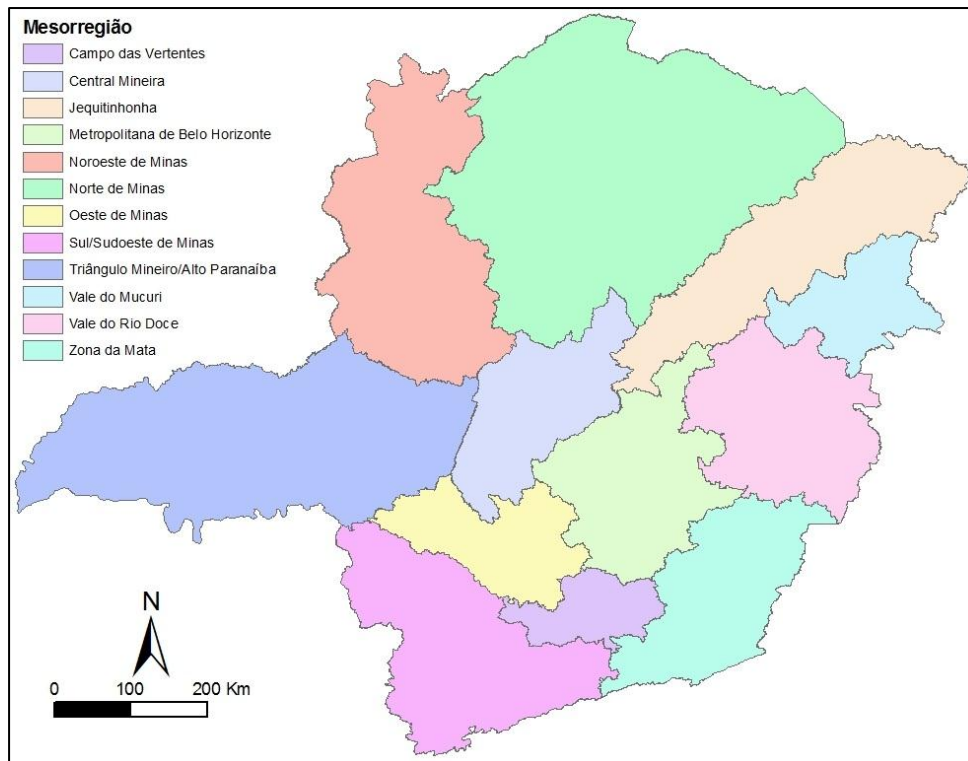 Mesorregião
Campo das Vertentes
Central Mineira
Jequitinhonha
Metropolitana de Belo Horizonte
Noroeste de Minas
Norte de Minas
Oeste de Minas
Sul/Sudoeste de Minas
Triângulo Mineiro/Alto Paranaíba
Vale do Mucuri
Vale do Rio Doce
Zona da Mata
N
0 100 200 Km